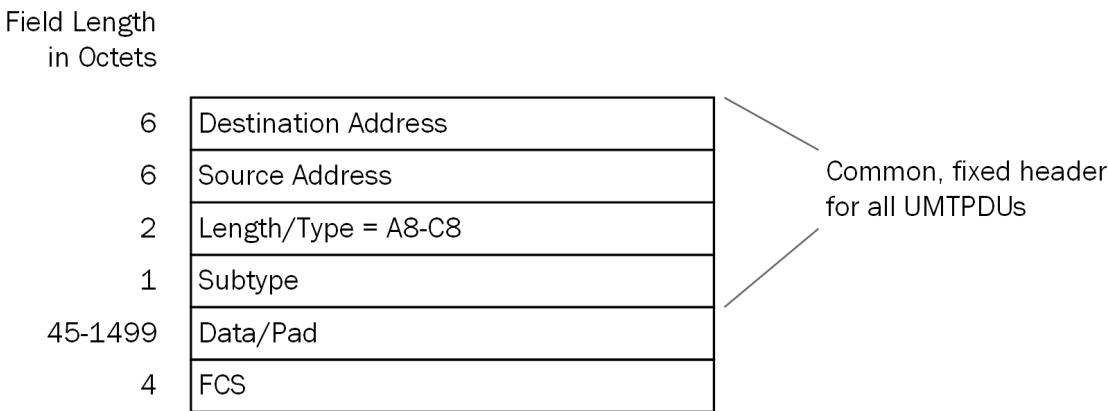 Field Length
in Octets
6 Destination Address
6 Source Address
Common, fixed header
for all UMTPDUs
2 Length/Type = A8-C8
1 Subtype
45-1499 Data/Pad
4 FCS